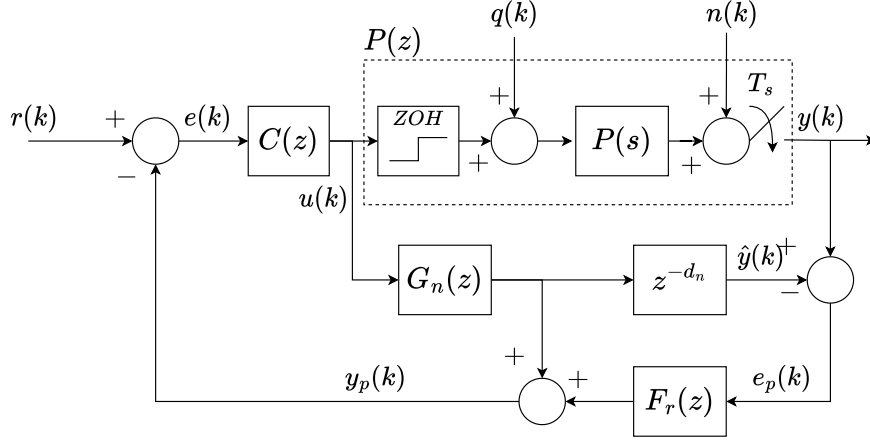 q(k)
n(k)
P(z)
r(k)
+
−
e(k)
C(z)
u(k)
ZOH
+
+
P(s)
+
+
T_s
y(k)
G_n(z)
z^{-d_n}
ŷ(k)
+
−
+
+
y_p(k)
F_r(z)
e_p(k)